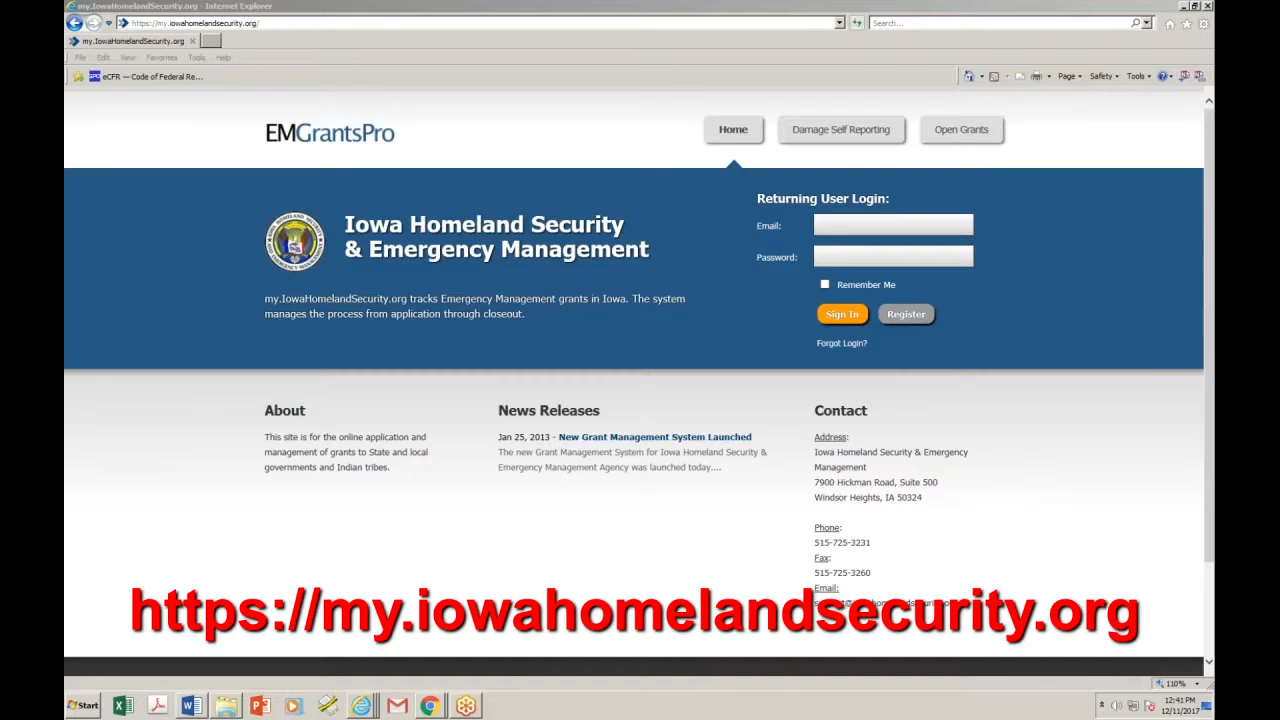 my.IowaHomelandSecurity.org - Internet Explorer
https://my.iowahomelandsecurity.org/
Search...
my.IowaHomelandSecurity.org
File Edit View Favorites Tools Help
eCFR — Code of Federal Re...
Page Safety Tools
EMGrantsPro
Home Damage Self Reporting Open Grants
Returning User Login:
Iowa Homeland Security
& Emergency Management
Email:
Password:
Remember Me
my.IowaHomelandSecurity.org tracks Emergency Management grants in Iowa. The system
manages the process from application through closeout.
Sign In Register
Forgot Login?
About
This site is for the online application and
management of grants to State and local
governments and Indian tribes.
News Releases
Jan 25, 2013 - New Grant Management System Launched
The new Grant Management System for Iowa Homeland Security &
Emergency Management Agency was launched today....
Contact
Address:
Iowa Homeland Security & Emergency
Management
7900 Hickman Road, Suite 500
Windsor Heights, IA 50324
Phone:
515-725-3231
Fax:
515-725-3260
Email:
https://my.iowahomelandsecurity.org
110%
Start
12:41 PM
12/11/2017